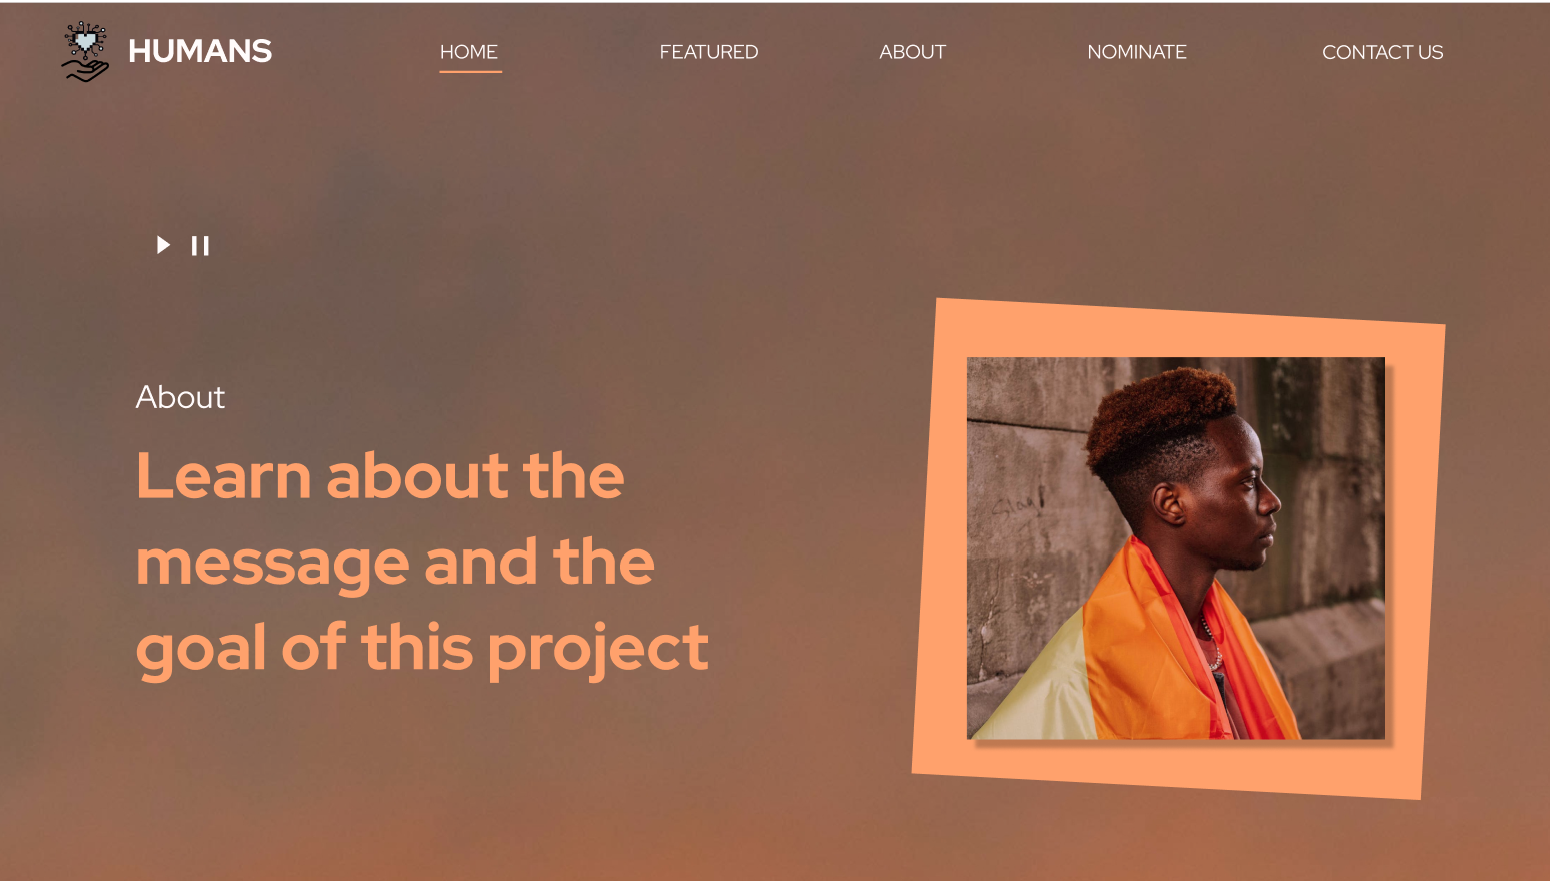 HUMANS
HOME
FEATURED
ABOUT
NOMINATE
CONTACT US
About
Learn about the
message and the
goal of this project